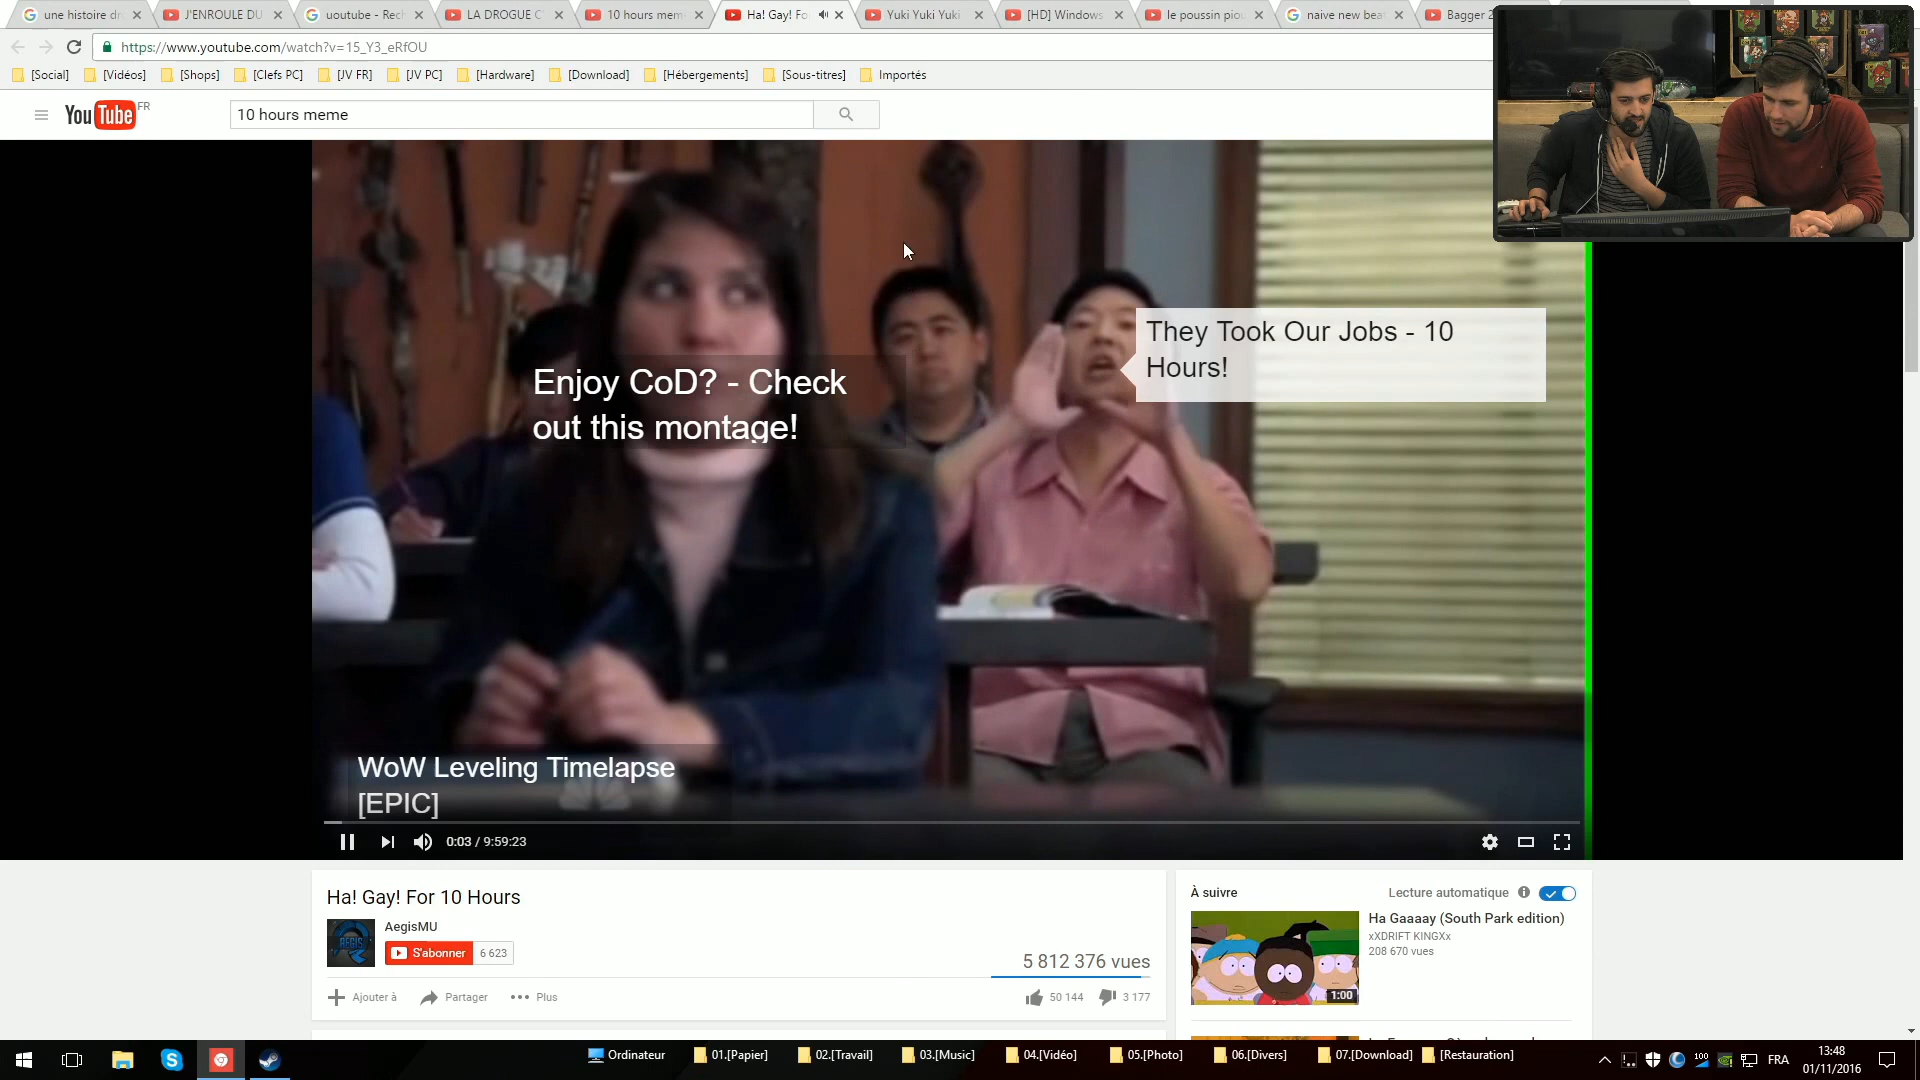 une histoire dr
J'ENROULE DU
uoutube - Rech
LA DROGUE C'
10 hours mem
Ha! Gay! Fo
Yuki Yuki Yuki
[HD] Windows
le poussin piou
naive new bea
Bagger 2
https://www.youtube.com/watch?v=15_Y3_eRfOU
[Social]
[Vidéos]
[Shops]
[Clefs PC]
[JV FR]
[JV PC]
[Hardware]
[Download]
[Hébergements]
[Sous-titres]
Importés
YouTube FR
10 hours meme
They Took Our Jobs - 10
Hours!
Enjoy CoD? - Check
out this montage!
WoW Leveling Timelapse
[EPIC]
0:03 / 9:59:23
Ha! Gay! For 10 Hours
AEGIS
AegisMU
S'abonner
6 623
5 812 376 vues
Ajouter à
Partager
Plus
50 144
3 177
À suivre
Lecture automatique
Ha Gaaaay (South Park edition)
xXDRIFT KINGXx
208 670 vues
1:00
Ordinateur
01.[Papier]
02.[Travail]
03.[Music]
04.[Vidéo]
05.[Photo]
06.[Divers]
07.[Download]
[Restauration]
100
FRA
13:48
01/11/2016